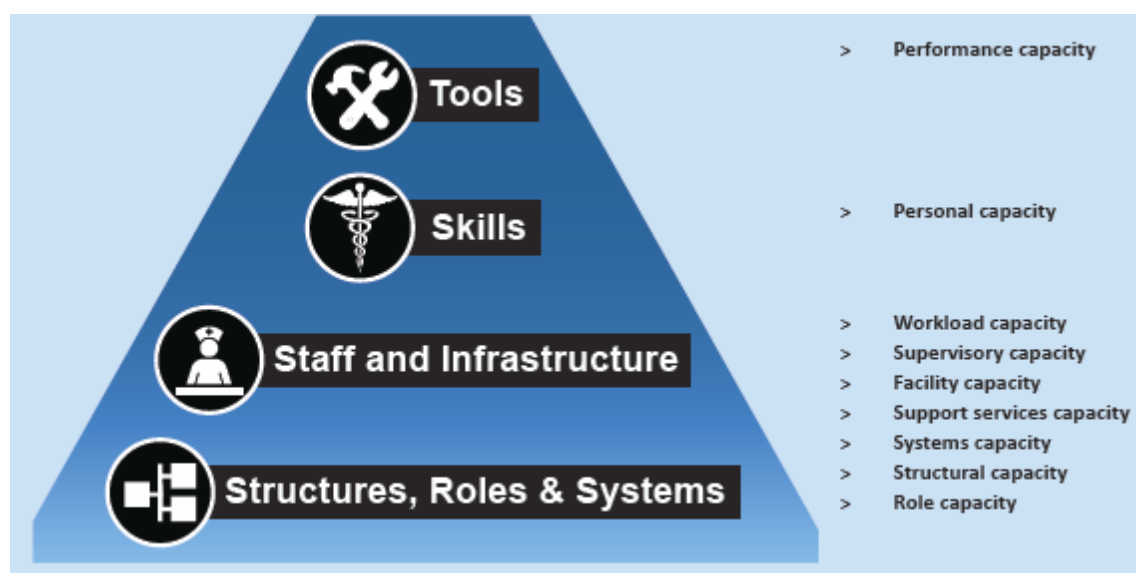 Tools
> Performance capacity
Skills
> Personal capacity
Staff and Infrastructure
> Workload capacity
> Supervisory capacity
> Facility capacity
> Support services capacity
Structures, Roles & Systems
> Systems capacity
> Structural capacity
> Role capacity